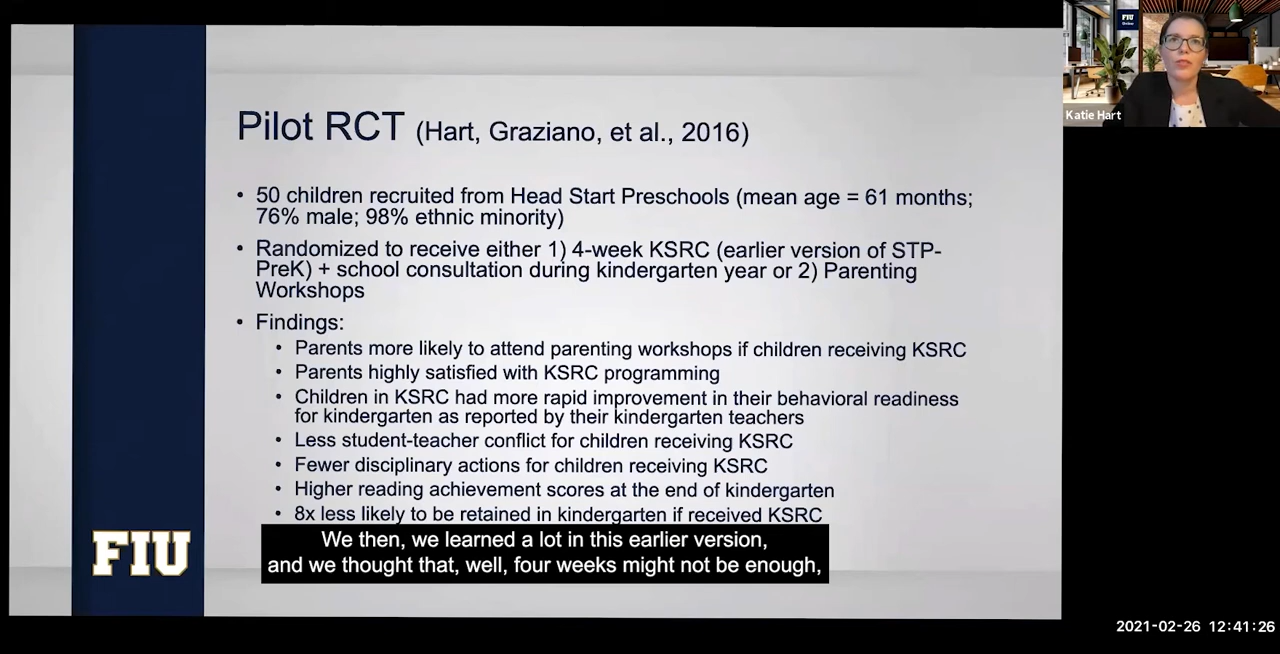 Pilot RCT (Hart, Graziano, et al., 2016)
• 50 children recruited from Head Start Preschools (mean age = 61 months;
76% male; 98% ethnic minority)
• Randomized to receive either 1) 4-week KSRC (earlier version of STP-
PreK) + school consultation during kindergarten year or 2) Parenting
Workshops
• Findings:
• Parents more likely to attend parenting workshops if children receiving KSRC
• Parents highly satisfied with KSRC programming
• Children in KSRC had more rapid improvement in their behavioral readiness
for kindergarten as reported by their kindergarten teachers
• Less student-teacher conflict for children receiving KSRC
• Fewer disciplinary actions for children receiving KSRC
• Higher reading achievement scores at the end of kindergarten
• 8x less likely to be retained in kindergarten if received KSRC
FIU
We then, we learned a lot in this earlier version,
and we thought that, well, four weeks might not be enough,
FIU
Katie Hart
2021-02-26 12:41:26